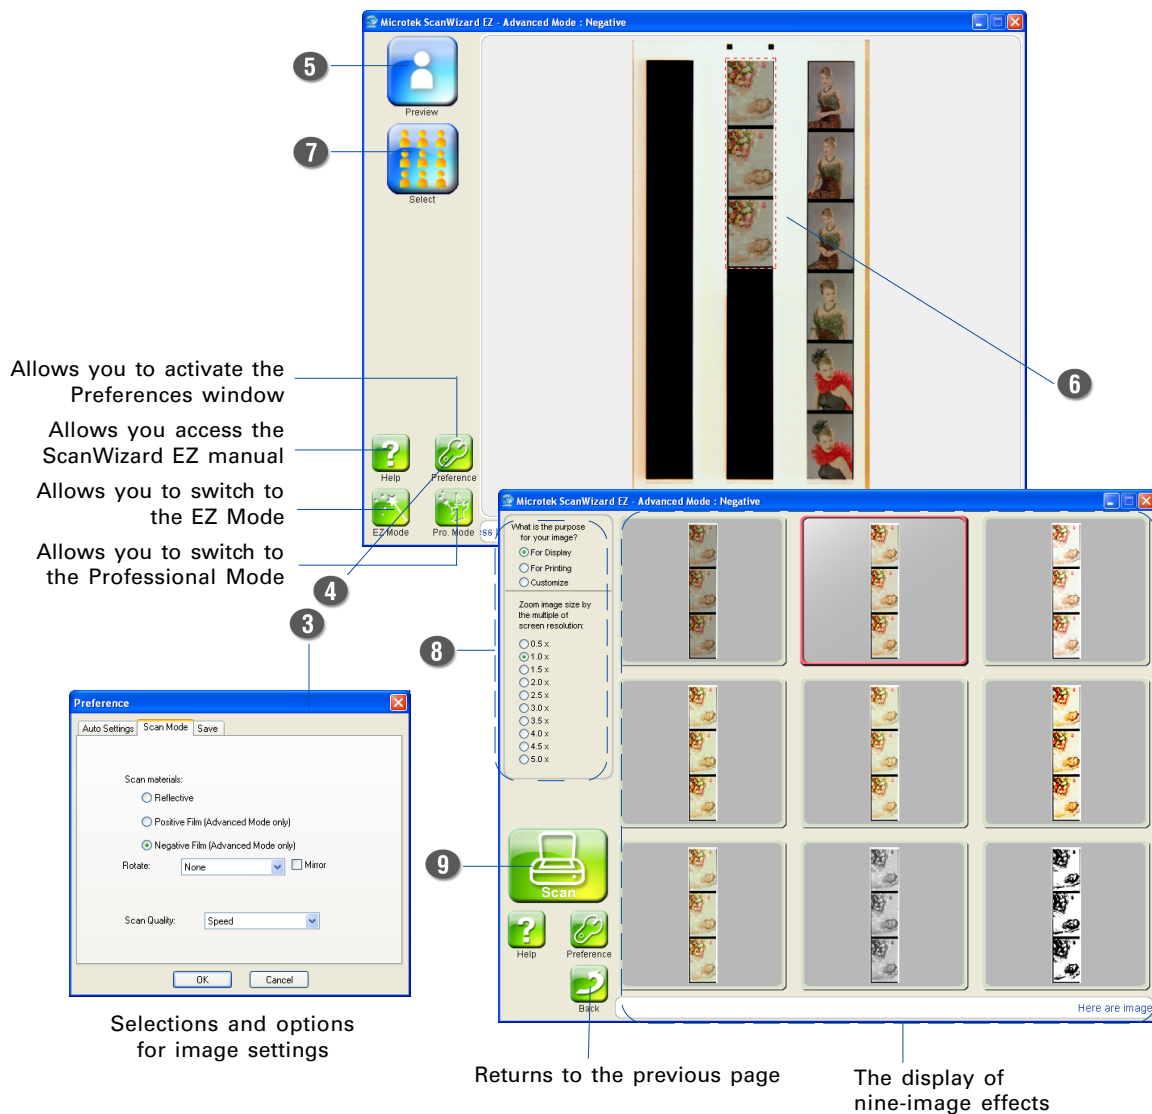 Microtek ScanWizard EZ - Advanced Mode : Negative
5
Preview
7
Select
6
Allows you to activate the
Preferences window
Allows you access the
ScanWizard EZ manual
Allows you to switch to
the EZ Mode
Allows you to switch to
the Professional Mode
Help
Preference
EZ Mode
Pro. Mode
4
3
Preference
Auto Settings
Scan Mode
Save
Scan materials:
Reflective
Positive Film (Advanced Mode only)
Negative Film (Advanced Mode only)
Rotate:
None
Mirror
Scan Quality:
Speed
OK
Cancel
Selections and options
for image settings
Microtek ScanWizard EZ - Advanced Mode : Negative
What is the purpose
for your image?
For Display
For Printing
Customize
Zoom image size by
the multiple of
screen resolution:
0.5 x
1.0 x
1.5 x
2.0 x
2.5 x
3.0 x
3.5 x
4.0 x
4.5 x
5.0 x
8
9
Scan
Help
Preference
Back
Here are image
Returns to the previous page
The display of
nine-image effects